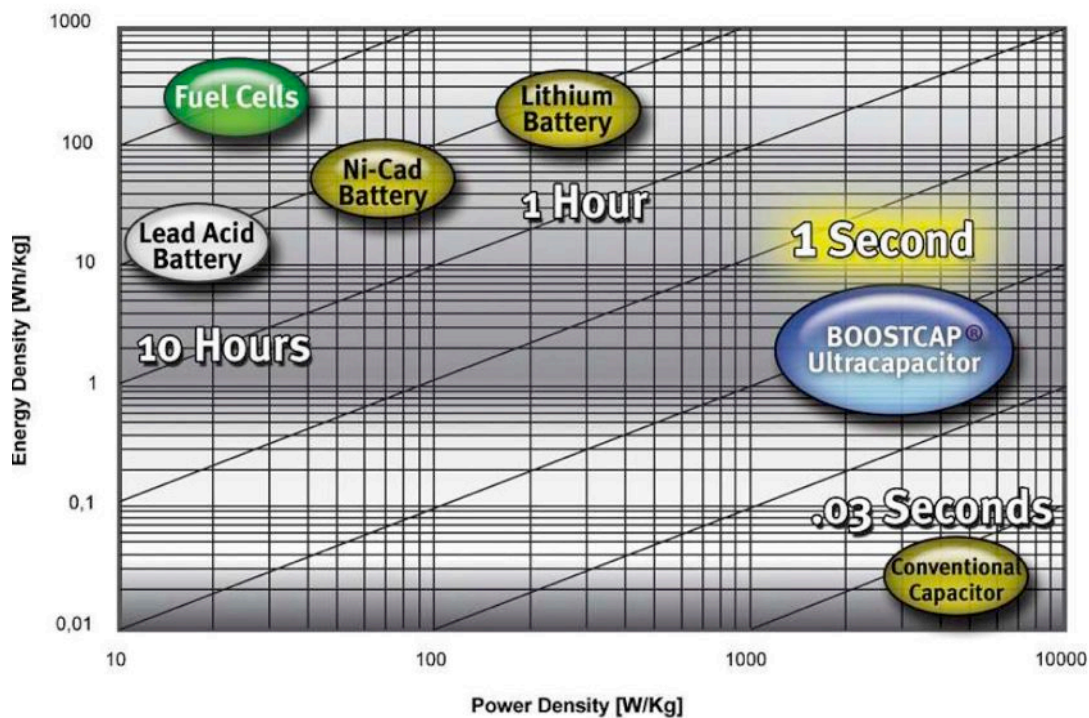 1000
100
10
1
0,1
0,01
Energy Density [Wh/kg]
Fuel Cells
Lithium
Battery
Ni-Cad
Battery
1 Hour
Lead Acid
Battery
1 Second
10 Hours
BOOSTCAP®
Ultracapacitor
.03 Seconds
Conventional
Capacitor
10
100
1000
10000
Power Density [W/Kg]